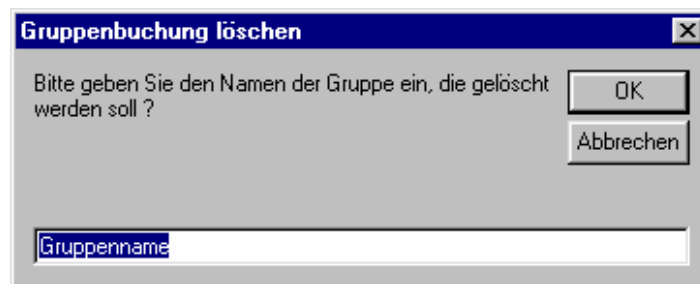 Gruppenbuchung löschen
Bitte geben Sie den Namen der Gruppe ein, die gelöscht
werden soll ?
OK
Abbrechen
Gruppenname